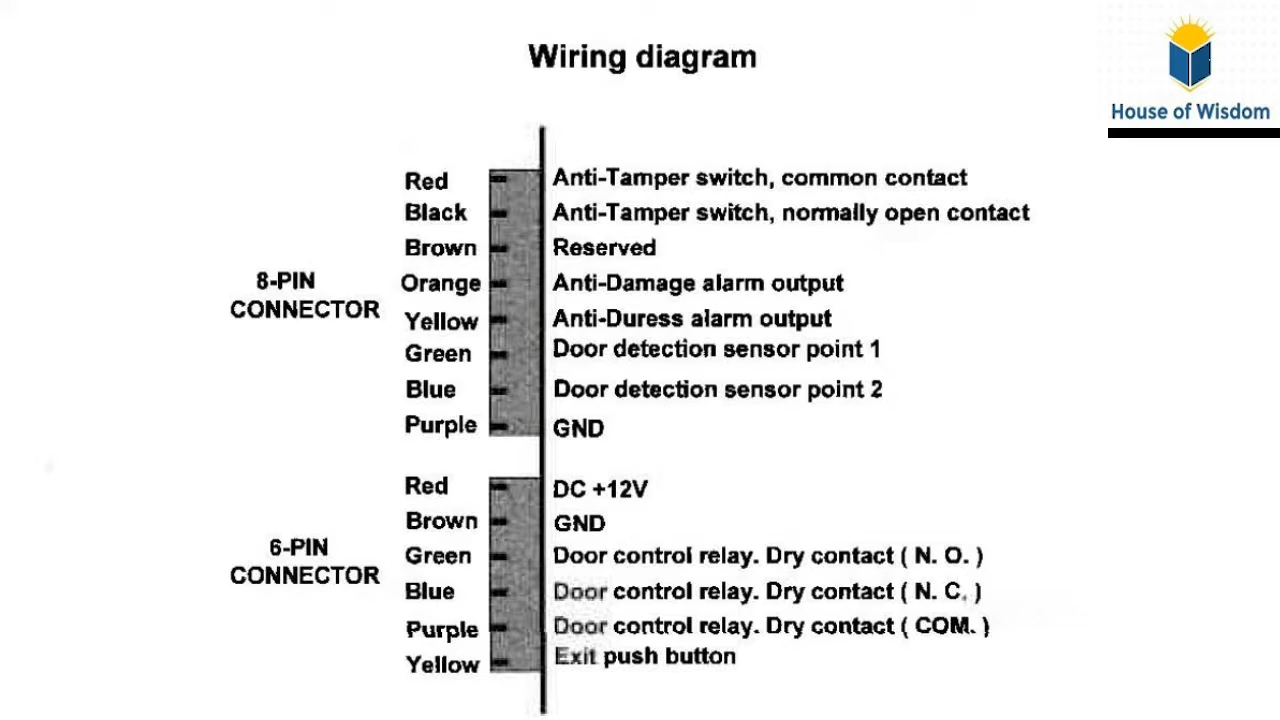 Wiring diagram
House of Wisdom
8-PIN
CONNECTOR
Red Anti-Tamper switch, common contact
Black Anti-Tamper switch, normally open contact
Brown Reserved
Orange Anti-Damage alarm output
Yellow Anti-Duress alarm output
Green Door detection sensor point 1
Blue Door detection sensor point 2
Purple GND
6-PIN
CONNECTOR
Red DC +12V
Brown GND
Green Door control relay. Dry contact ( N. O. )
Blue Door control relay. Dry contact ( N. C. )
Purple Door control relay. Dry contact ( COM. )
Yellow Exit push button